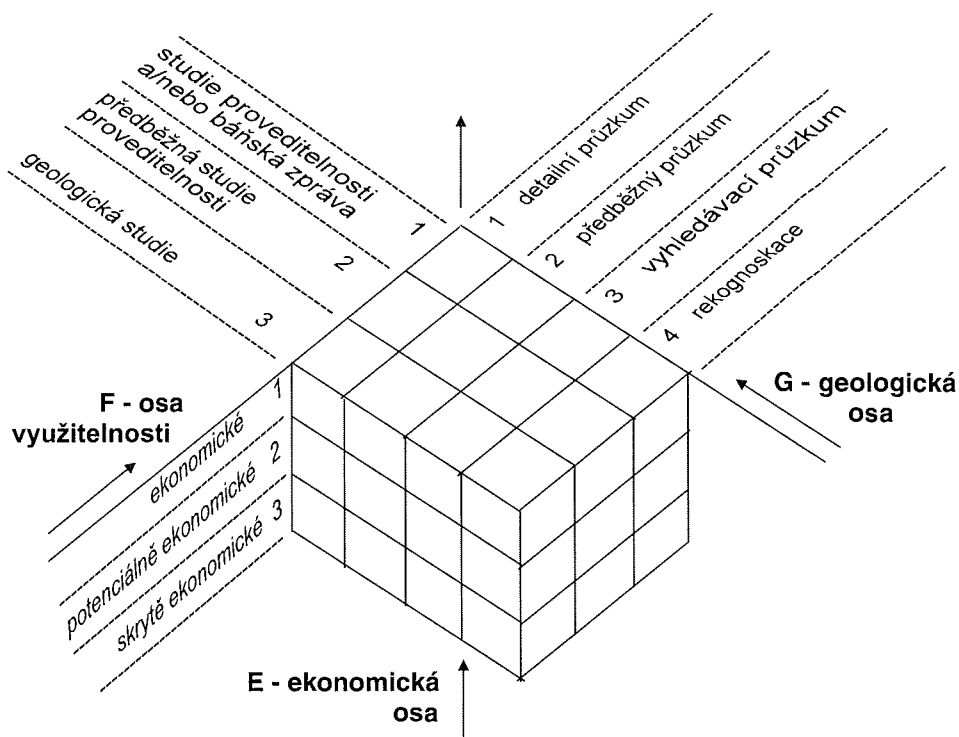 studie proveditelnosti
a/nebo báňská zpráva
1
předběžná studie
proveditelnosti
2
geologická studie
3
1
detailní průzkum
2
předběžný průzkum
3
vyhledávací průzkum
4
rekognoskace
F - osa
využitelnosti
G - geologická
osa
ekonomické 1
potenciálně ekonomické 2
skrytě ekonomické 3
E - ekonomická
osa